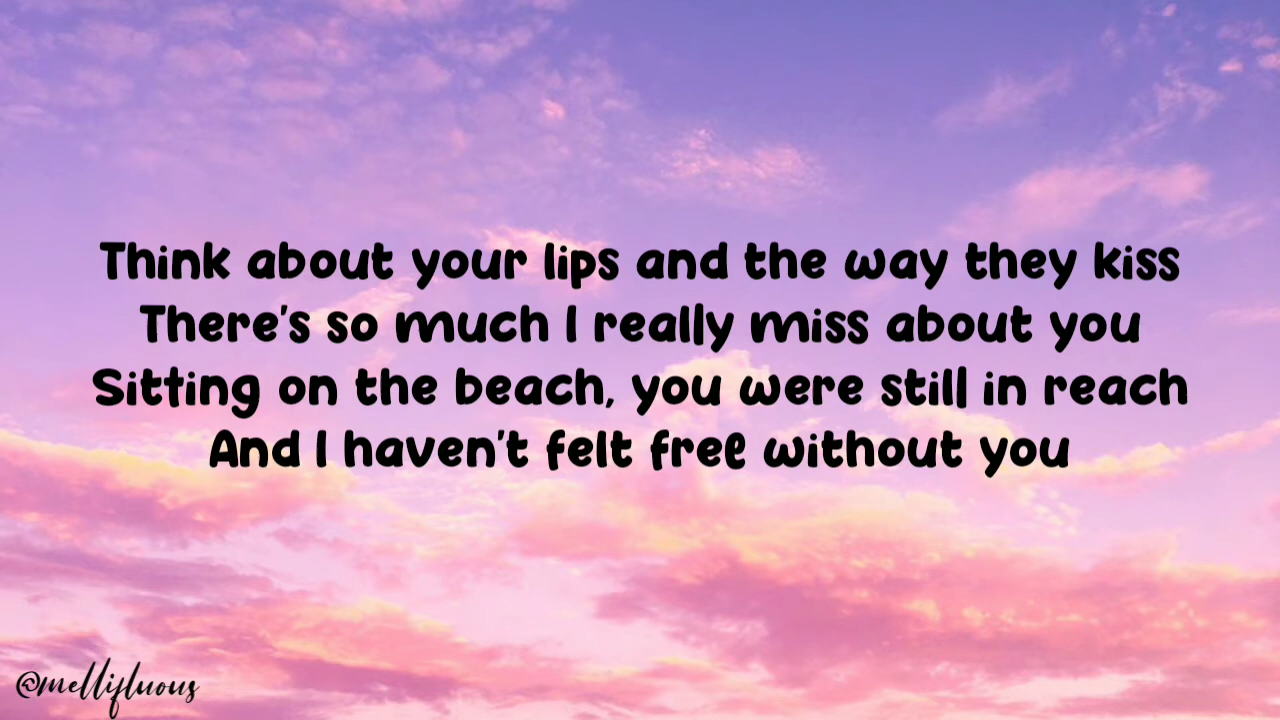 Think about your lips and the way they kiss
There's so much I really miss about you
Sitting on the beach, you were still in reach
And I haven't felt free without you
@mellifluous